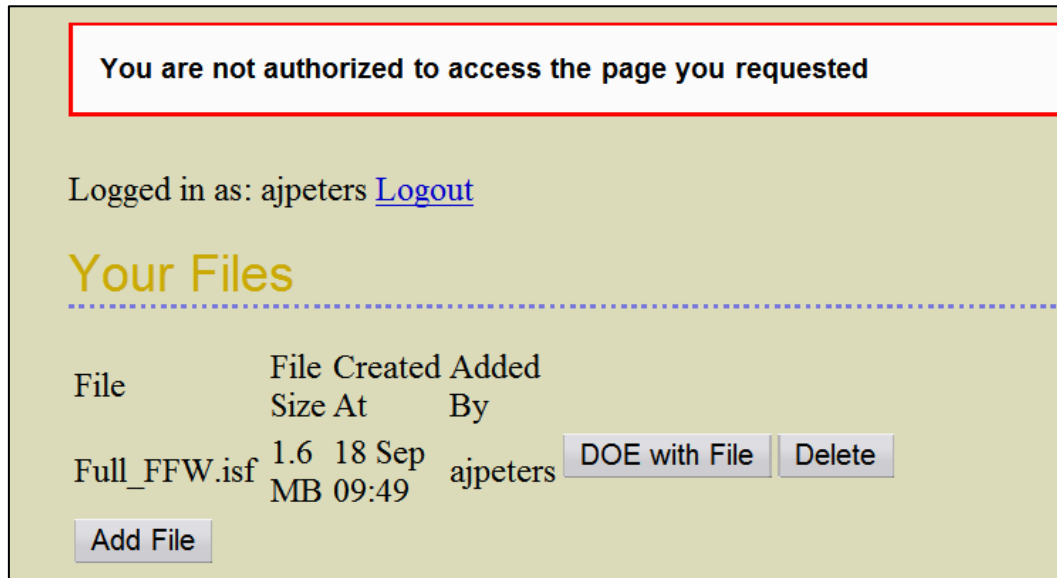 You are not authorized to access the page you requested
Logged in as: ajpeters Logout
Your Files
File File Size Created At Added By
Full_FFW.isf 1.6 MB 18 Sep 09:49 ajpeters DOE with File Delete
Add File